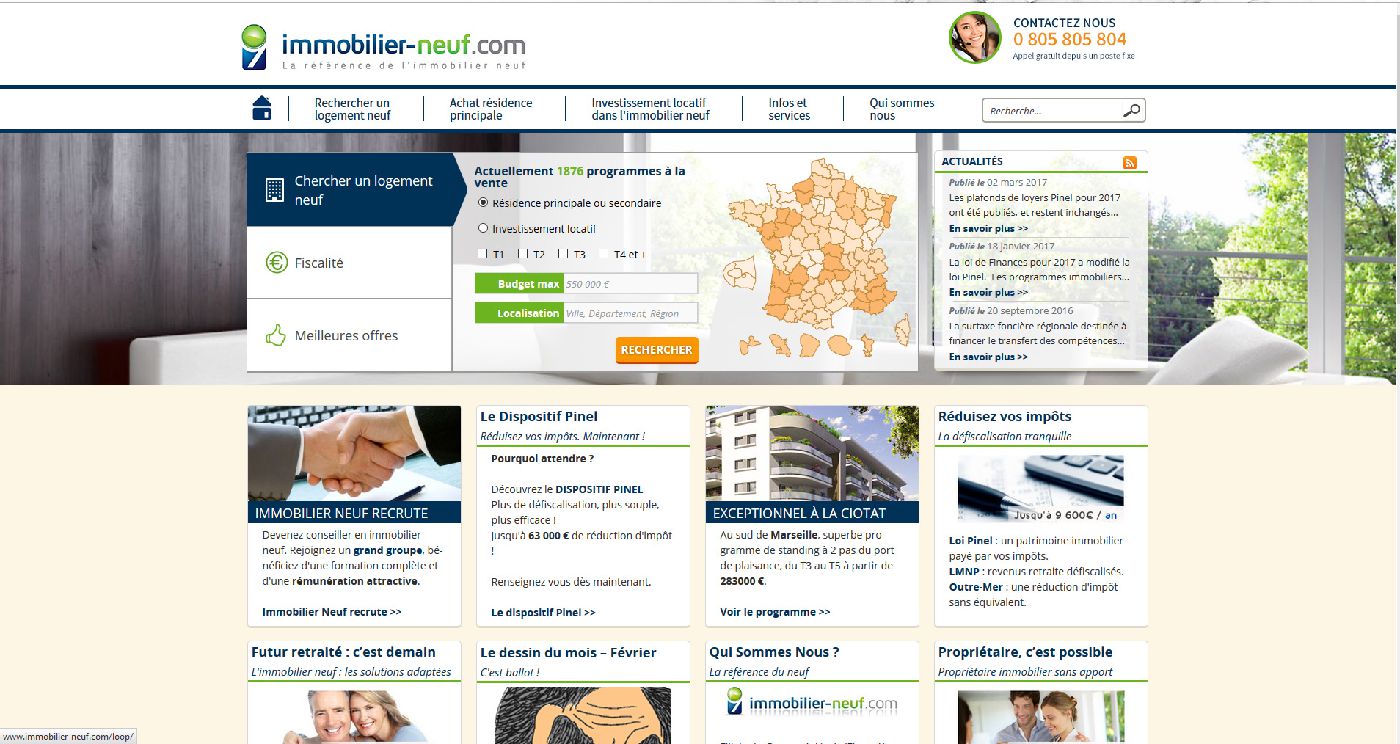 immobilier-neuf.com
La référence de l'immobilier neuf
CONTACTEZ NOUS
0 805 805 804
Appel gratuit depuis un poste fixe
Rechercher un
logement neuf
Achat résidence
principale
Investissement locatif
dans l'immobilier neuf
Infos et
services
Qui sommes
nous
Recherche...
Chercher un logement
neuf
Fiscalité
Meilleures offres
Actuellement 1876 programmes à la
vente
Résidence principale ou secondaire
Investissement locatif
T1 T2 T3 T4 et +
Budget max 550 000 €
Localisation Ville, Département, Région
RECHERCHER
ACTUALITÉS
Publié le 02 mars 2017
Les plafonds de loyers Pinel pour 2017
ont été publiés, et restent inchangés...
En savoir plus >>
Publié le 18 janvier 2017
La loi de Finances pour 2017 a modifié la
loi Pinel. Les programmes immobiliers...
En savoir plus >>
Publié le 20 septembre 2016
La surtaxe foncière régionale destinée à
financer le transfert des compétences...
En savoir plus >>
IMMOBILIER NEUF RECRUTE
Devenez conseiller en immobilier
neuf. Rejoignez un grand groupe, bé-
néficiez d'une formation complète et
d'une rémunération attractive.
Immobilier Neuf recrute >>
Le Dispositif Pinel
Réduisez vos impôts. Maintenant !
Pourquoi attendre ?
Découvrez le DISPOSITIF PINEL
Plus de défiscalisation, plus souple,
plus efficace !
Jusqu'à 63 000 € de réduction d'impôt
!
Renseignez vous dès maintenant.
Le dispositif Pinel >>
EXCEPTIONNEL À LA CIOTAT
Au sud de Marseille, superbe pro
gramme de standing à 2 pas du port
de plaisance, du T3 au T5 à partir de
283000 €.
Voir le programme >>
Réduisez vos impôts
La défiscalisation tranquille
Jusqu'à 9 600€ / an
Loi Pinel : un patrimoine immobilier
payé par vos impôts.
LMNP : revenus retraite défiscalisés.
Outre-Mer : une réduction d'impôt
sans équivalent.
Futur retraité : c'est demain
L'immobilier neuf : les solutions adaptées
Le dessin du mois – Février
C'est ballot !
Qui Sommes Nous ?
La référence du neuf
immobilier-neuf.com
Propriétaire, c'est possible
Propriétaire immobilier sans apport
www.immobilier-neuf.com/loop/